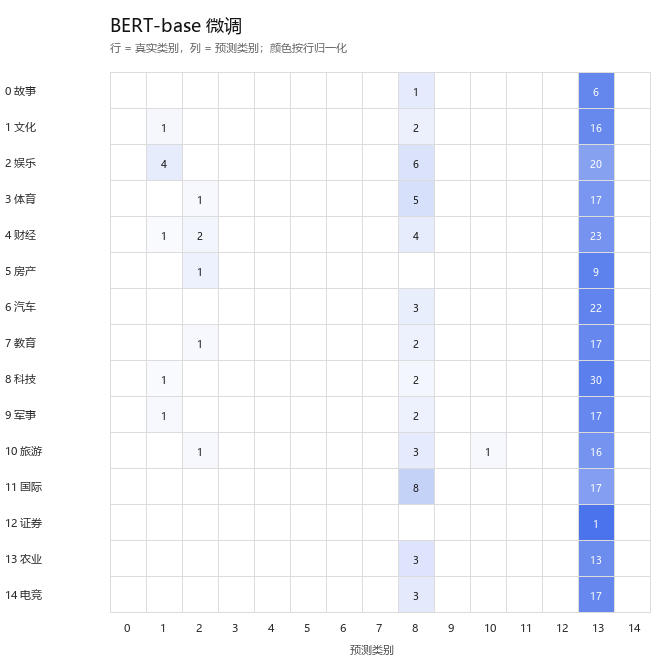 BERT-base 微调
行 = 真实类别，列 = 预测类别；颜色按行归一化
0 故事 1 6
1 文化 1 2 16
2 娱乐 4 6 20
3 体育 1 5 17
4 财经 1 2 4 23
5 房产 1 9
6 汽车 3 22
7 教育 1 2 17
8 科技 1 2 30
9 军事 1 2 17
10 旅游 1 3 1 16
11 国际 8 17
12 证券 1
13 农业 3 13
14 电竞 3 17
0 1 2 3 4 5 6 7 8 9 10 11 12 13 14
预测类别